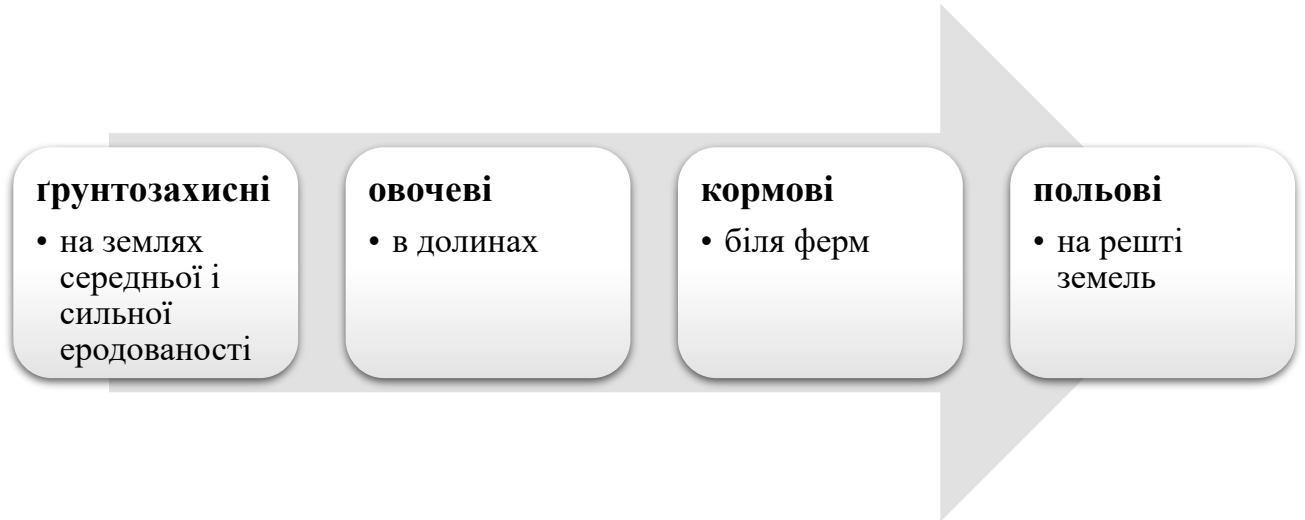 ґрунтозахисні
• на землях
середньої і
сильної
еродованості
овочеві
• в долинах
кормові
• біля ферм
польові
• на решті
земель